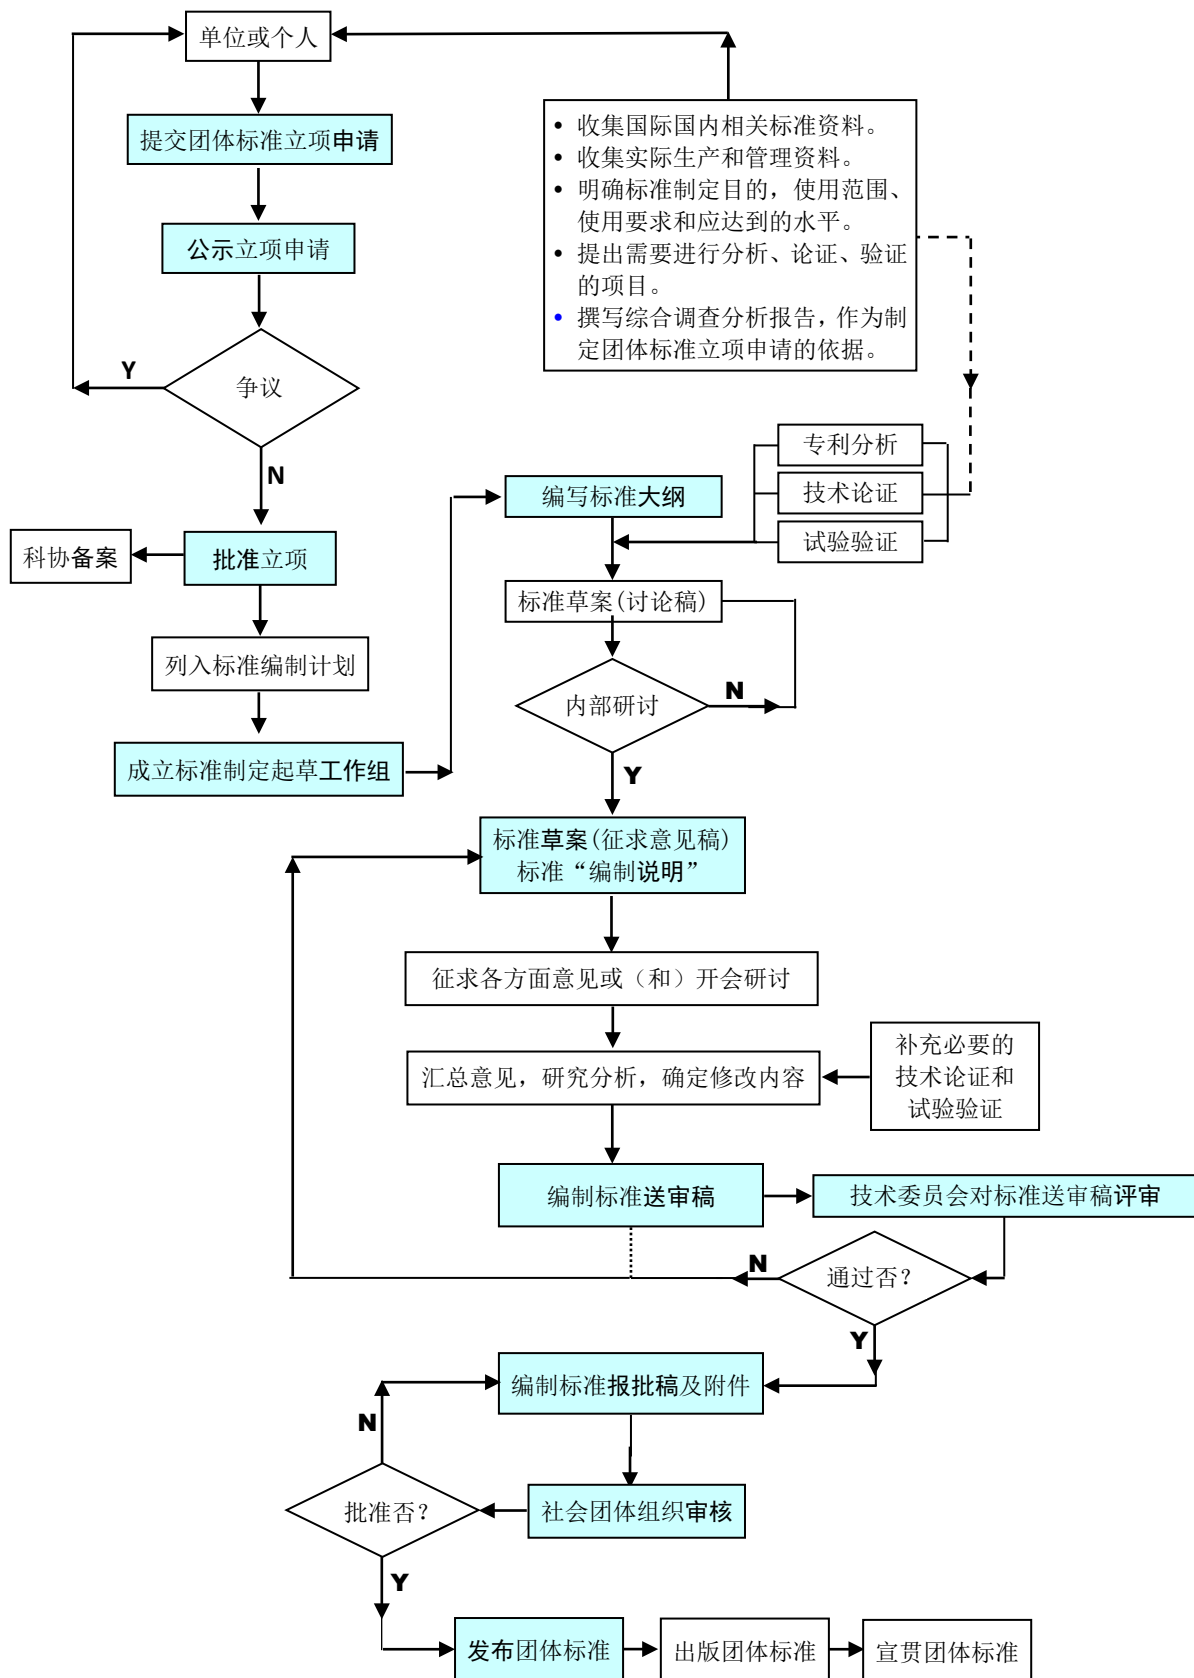 单位或个人
提交团体标准立项申请
公示立项申请
争议
Y
N
批准立项
科协备案
列入标准编制计划
成立标准制定起草工作组
• 收集国际国内相关标准资料。
• 收集实际生产和管理资料。
• 明确标准制定目的，使用范围、
使用要求和应达到的水平。
• 提出需要进行分析、论证、验证
的项目。
• 撰写综合调查分析报告，作为制
定团体标准立项申请的依据。
专利分析
技术论证
试验验证
编写标准大纲
标准草案(讨论稿)
内部研讨
N
Y
标准草案(征求意见稿)
标准“编制说明”
征求各方面意见或（和）开会研讨
汇总意见，研究分析，确定修改内容
补充必要的
技术论证和
试验验证
编制标准送审稿
技术委员会对标准送审稿评审
通过否？
N
Y
编制标准报批稿及附件
社会团体组织审核
批准否？
N
Y
发布团体标准
出版团体标准
宣贯团体标准